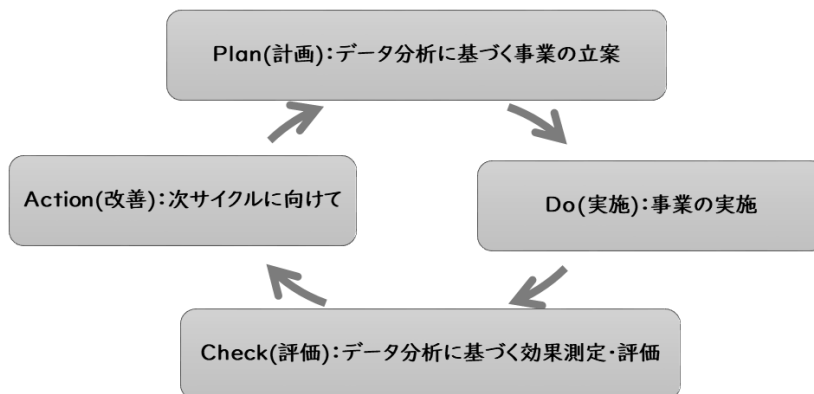 Plan(計画)：データ分析に基づく事業の立案
Action(改善)：次サイクルに向けて
Do(実施)：事業の実施
Check(評価)：データ分析に基づく効果測定・評価